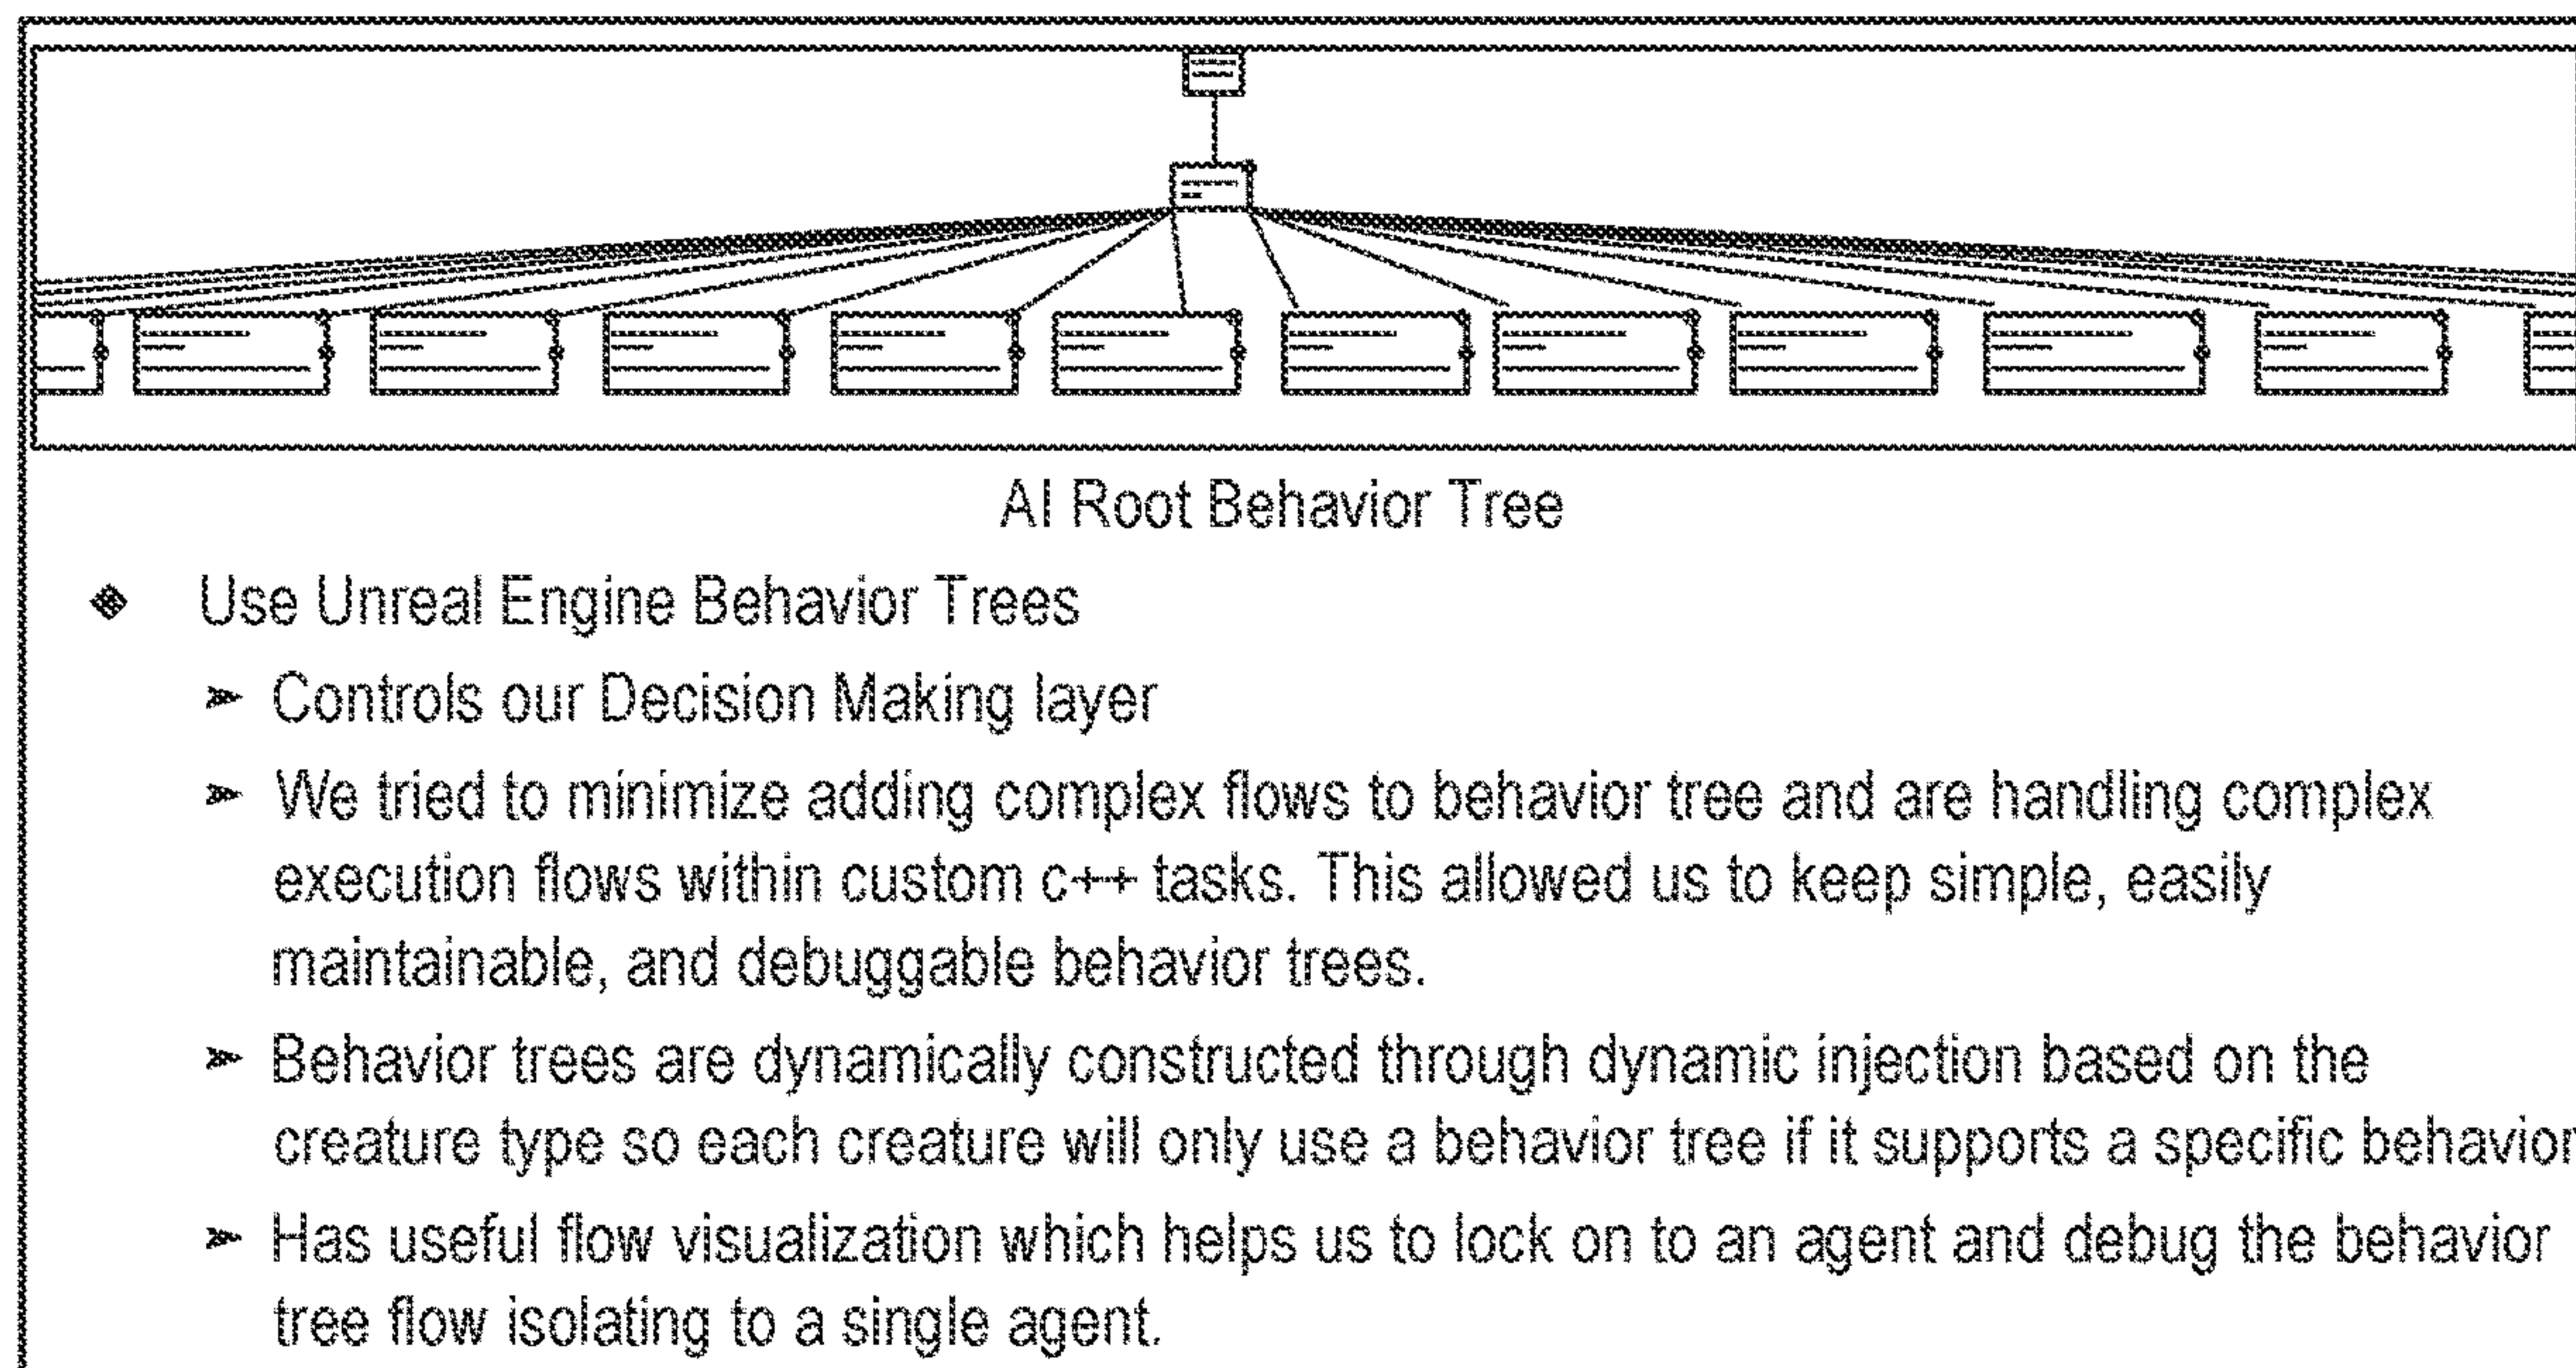 AI Root Behavior Tree
◆ Use Unreal Engine Behavior Trees
➤ Controls our Decision Making layer
➤ We tried to minimize adding complex flows to behavior tree and are handling complex
execution flows within custom c++ tasks. This allowed us to keep simple, easily
maintainable, and debuggable behavior trees.
➤ Behavior trees are dynamically constructed through dynamic injection based on the
creature type so each creature will only use a behavior tree if it supports a specific behavior
➤ Has useful flow visualization which helps us to lock on to an agent and debug the behavior
tree flow isolating to a single agent.